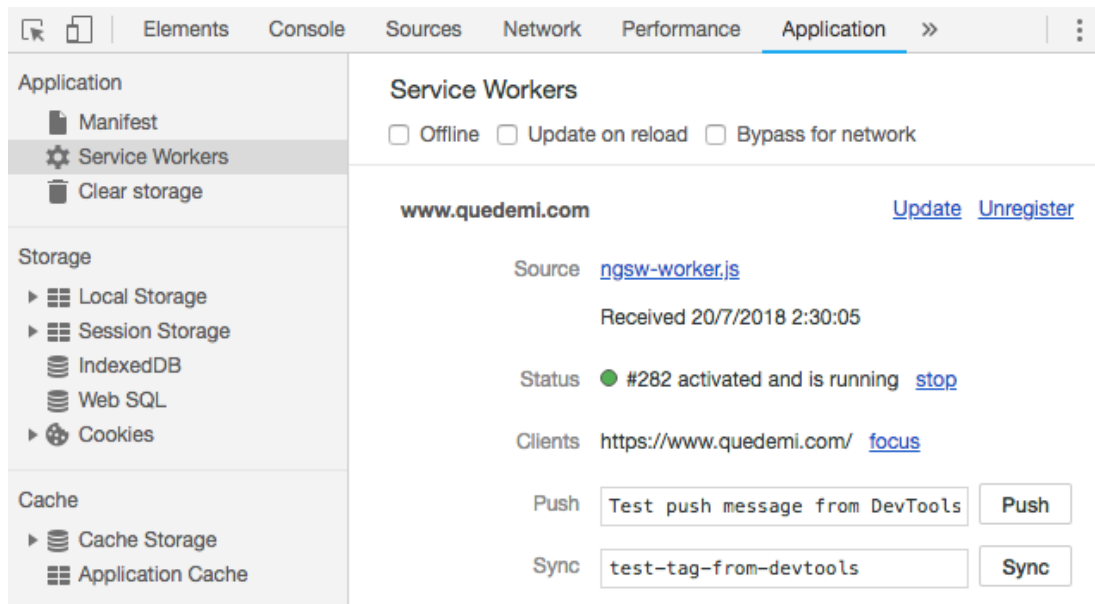 Elements Console Sources Network Performance Application »
Application
Manifest
Service Workers
Clear storage
Storage
Local Storage
Session Storage
IndexedDB
Web SQL
Cookies
Cache
Cache Storage
Application Cache
Service Workers
Offline Update on reload Bypass for network
www.quedemi.com Update Unregister
Source ngsw-worker.js
Received 20/7/2018 2:30:05
Status #282 activated and is running stop
Clients https://www.quedemi.com/ focus
Push Test push message from DevTools Push
Sync test-tag-from-devtools Sync